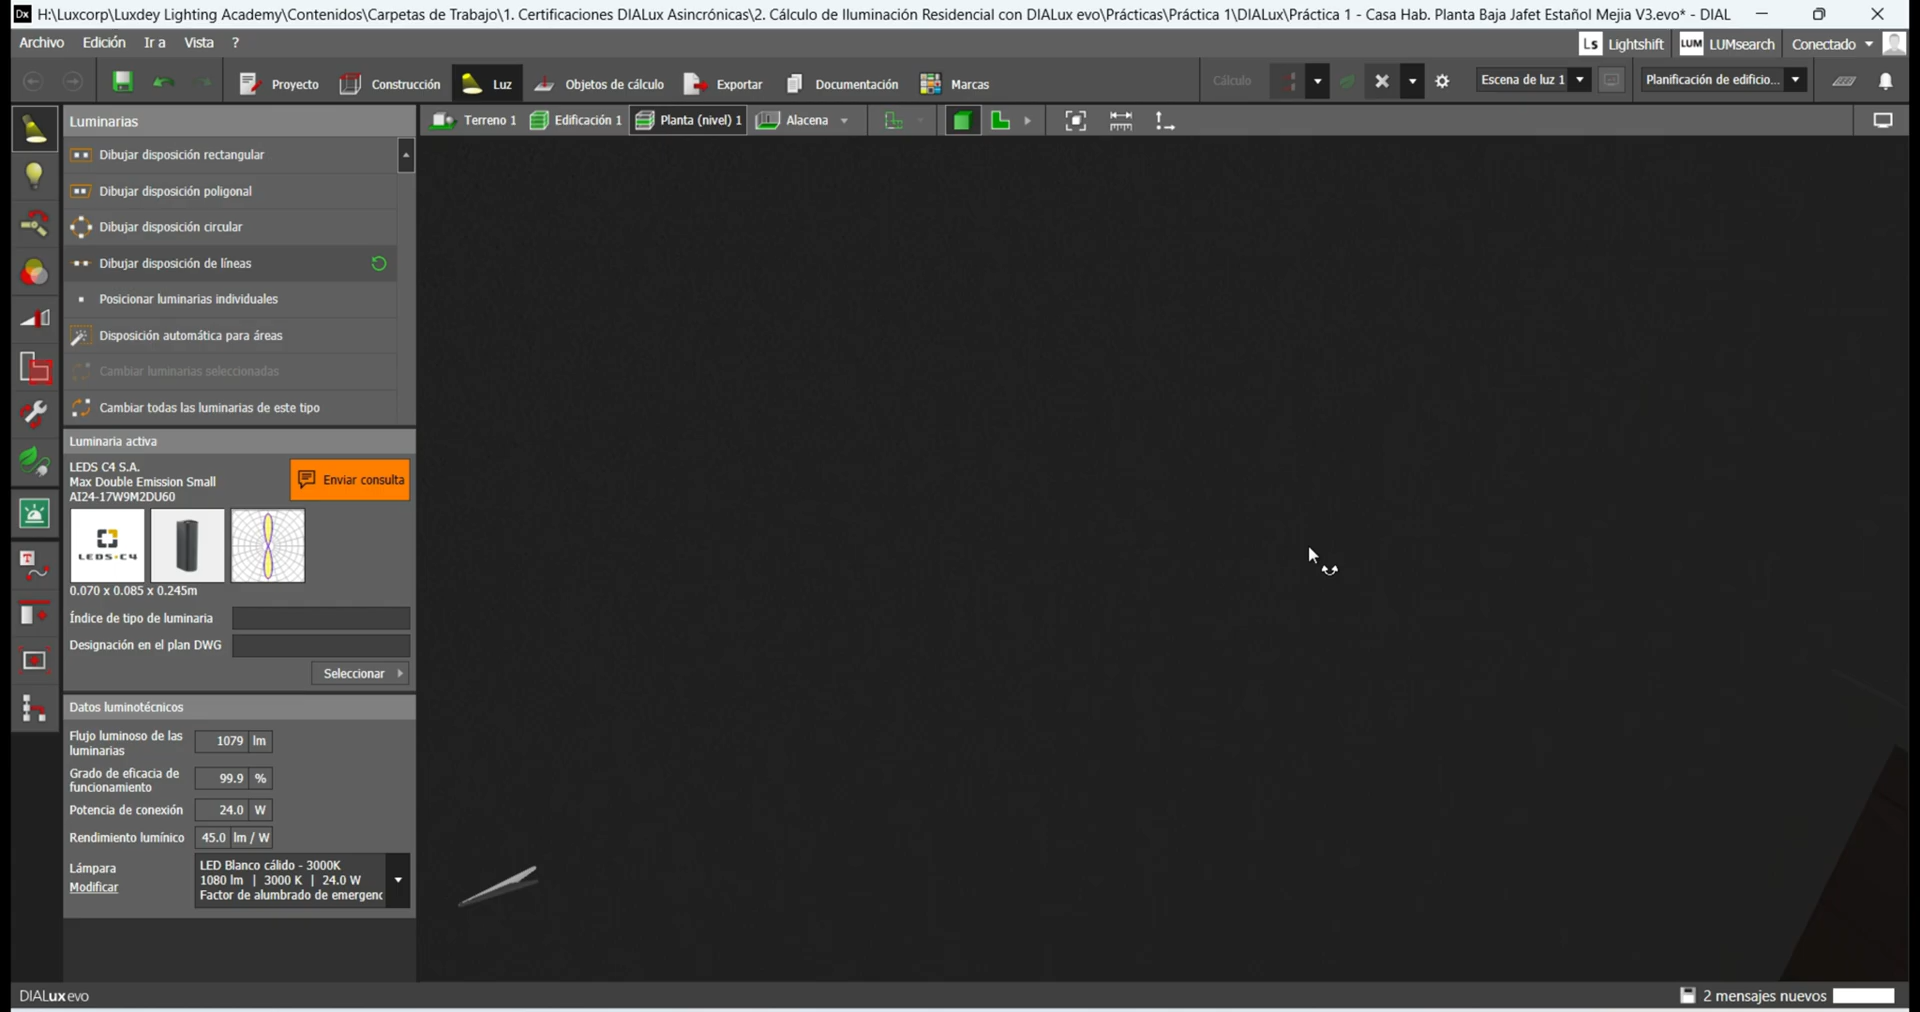 Dx H:\Luxcorp\Luxdey Lighting Academy\Contenidos\Carpetas de Trabajo\1. Certificaciones DIALux Asincrónicas\2. Cálculo de Iluminación Residencial con DIALux evo\Prácticas\Práctica 1\DIALux\Práctica 1 - Casa Hab. Planta Baja Jafet Estañol Mejia V3.evo* - DIAL
Archivo Edición Ir a Vista ? Ls Lightshift LUM LUMsearch Conectado
Proyecto Construcción Luz Objetos de cálculo Exportar Documentación Marcas Cálculo Escena de luz 1 Planificación de edificio...
Luminarias
Terreno 1 Edificación 1 Planta (nivel) 1 Alacena
Dibujar disposición rectangular
Dibujar disposición poligonal
Dibujar disposición circular
Dibujar disposición de líneas
Posicionar luminarias individuales
Disposición automática para áreas
Cambiar luminarias seleccionadas
Cambiar todas las luminarias de este tipo
Luminaria activa
LEDS C4 S.A.
Max Double Emission Small
AI24-17W9M2DU60
Enviar consulta
LEDS·C4
0.070 x 0.085 x 0.245m
Índice de tipo de luminaria
Designación en el plan DWG
Seleccionar
Datos luminotécnicos
Flujo luminoso de las luminarias 1079 lm
Grado de eficacia de funcionamiento 99.9 %
Potencia de conexión 24.0 W
Rendimiento lumínico 45.0 lm / W
Lámpara
Modificar
LED Blanco cálido - 3000K
1080 lm | 3000 K | 24.0 W
Factor de alumbrado de emergenc
DIALux evo
2 mensajes nuevos